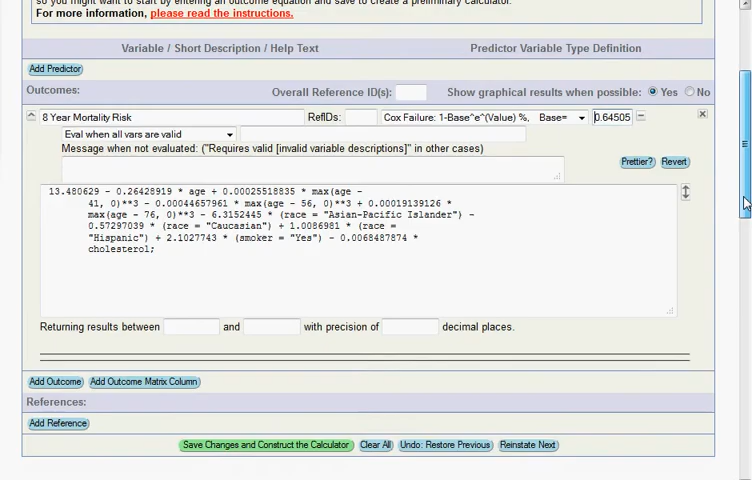 so you might want to start by entering an outcome equation and save to create a preliminary calculator.
For more information, please read the instructions.
Variable / Short Description / Help Text Predictor Variable Type Definition
Add Predictor
Outcomes: Overall Reference ID(s): Show graphical results when possible: Yes No
8 Year Mortality Risk RefIDs: Cox Failure: 1-Base^e^(Value) %, Base= 0.64505
Eval when all vars are valid
Message when not evaluated: ("Requires valid [invalid variable descriptions]" in other cases)
Prettier? Revert
13.480629 - 0.26428919 * age + 0.00025518835 * max(age -
41, 0)**3 - 0.00044657961 * max(age - 56, 0)**3 + 0.00019139126 *
max(age - 76, 0)**3 - 6.3152445 * (race = "Asian-Pacific Islander") -
0.57297039 * (race = "Caucasian") + 1.0086981 * (race =
"Hispanic") + 2.1027743 * (smoker = "Yes") - 0.0068487874 *
cholesterol;
Returning results between and with precision of decimal places.
Add Outcome Add Outcome Matrix Column
References:
Add Reference
Save Changes and Construct the Calculator Clear All Undo: Restore Previous Reinstate Next